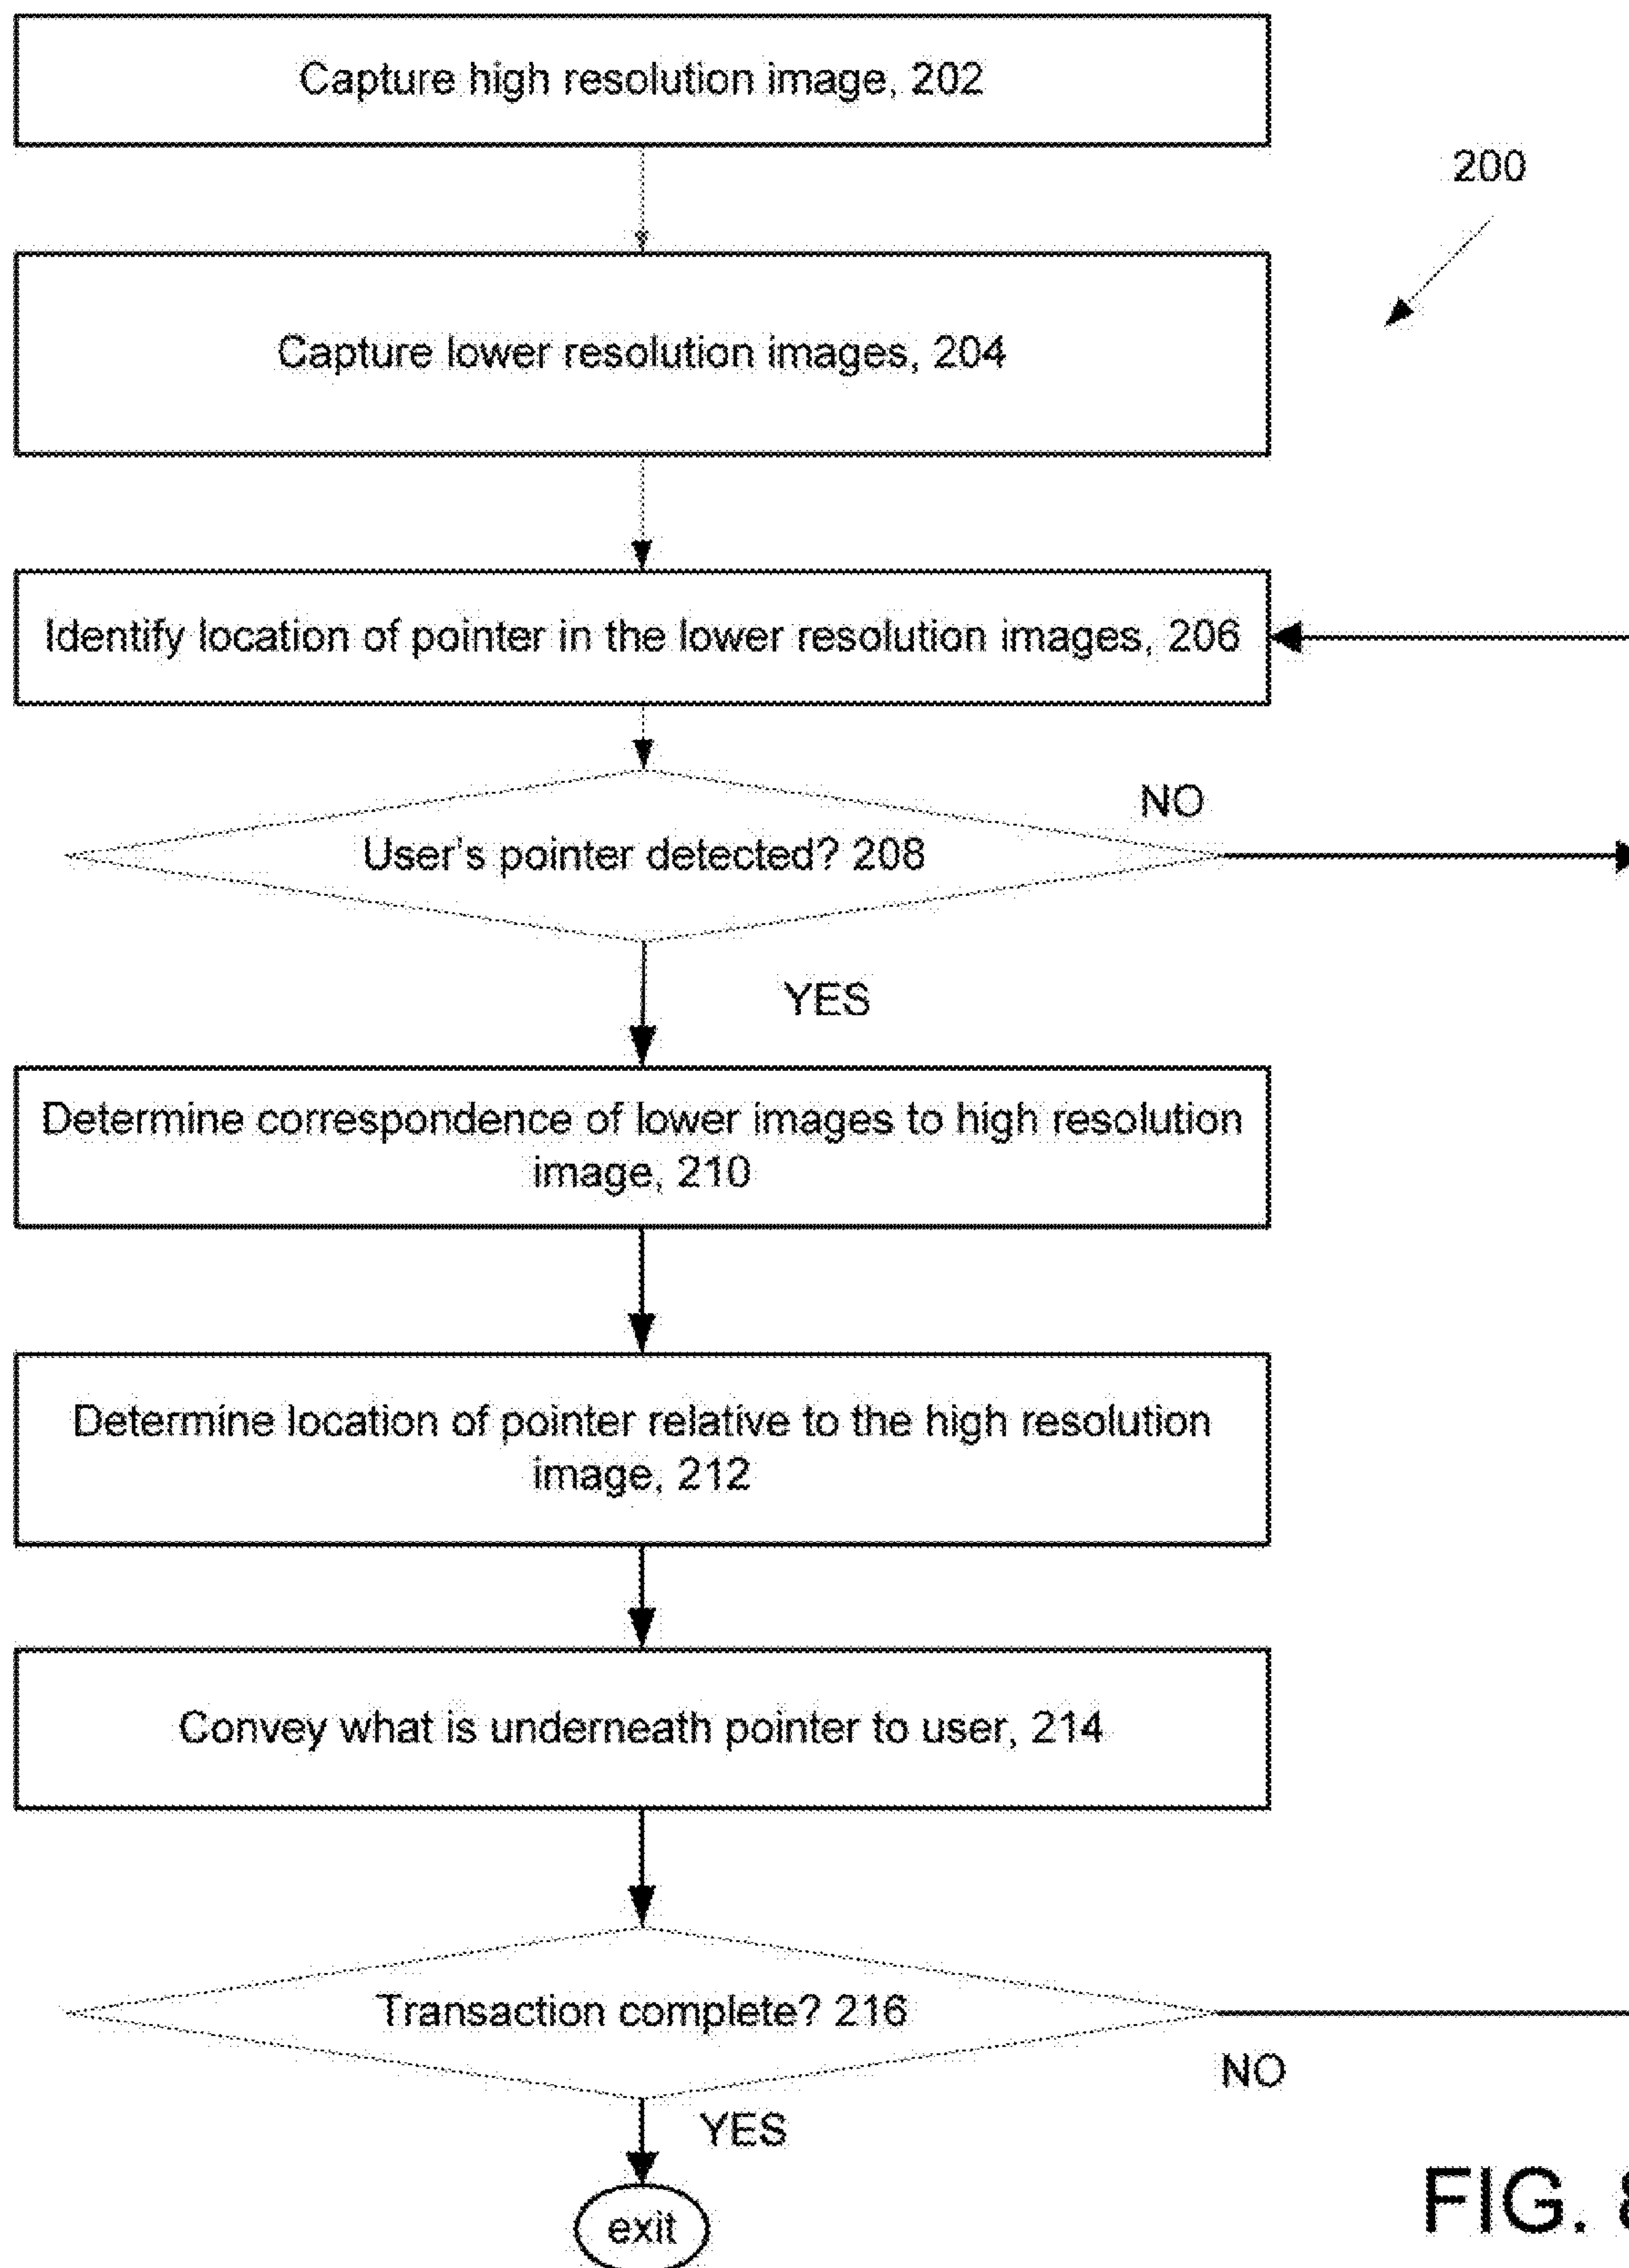 Capture high resolution image, 202
200
Capture lower resolution images, 204
Identify location of pointer in the lower resolution images, 206
NO
User's pointer detected? 208
YES
Determine correspondence of lower images to high resolution
image, 210
Determine location of pointer relative to the high resolution
image, 212
Convey what is underneath pointer to user, 214
Transaction complete? 216
NO
YES
exit
FIG. 8